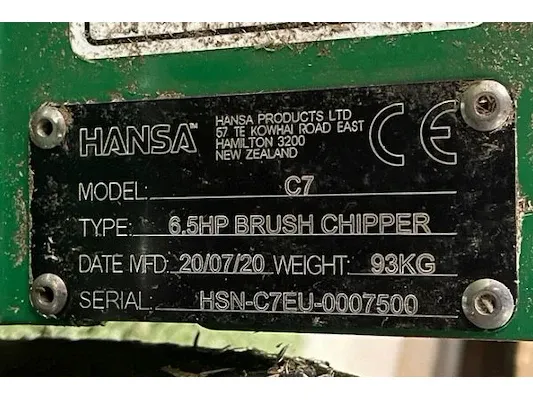 HANSA™
HANSA PRODUCTS LTD
57 TE KOWHAI ROAD EAST
HAMILTON 3200
NEW ZEALAND
CE
MODEL: C7
TYPE: 6.5HP BRUSH CHIPPER
DATE MFD: 20/07/20 WEIGHT: 93KG
SERIAL: HSN-C7EU-0007500